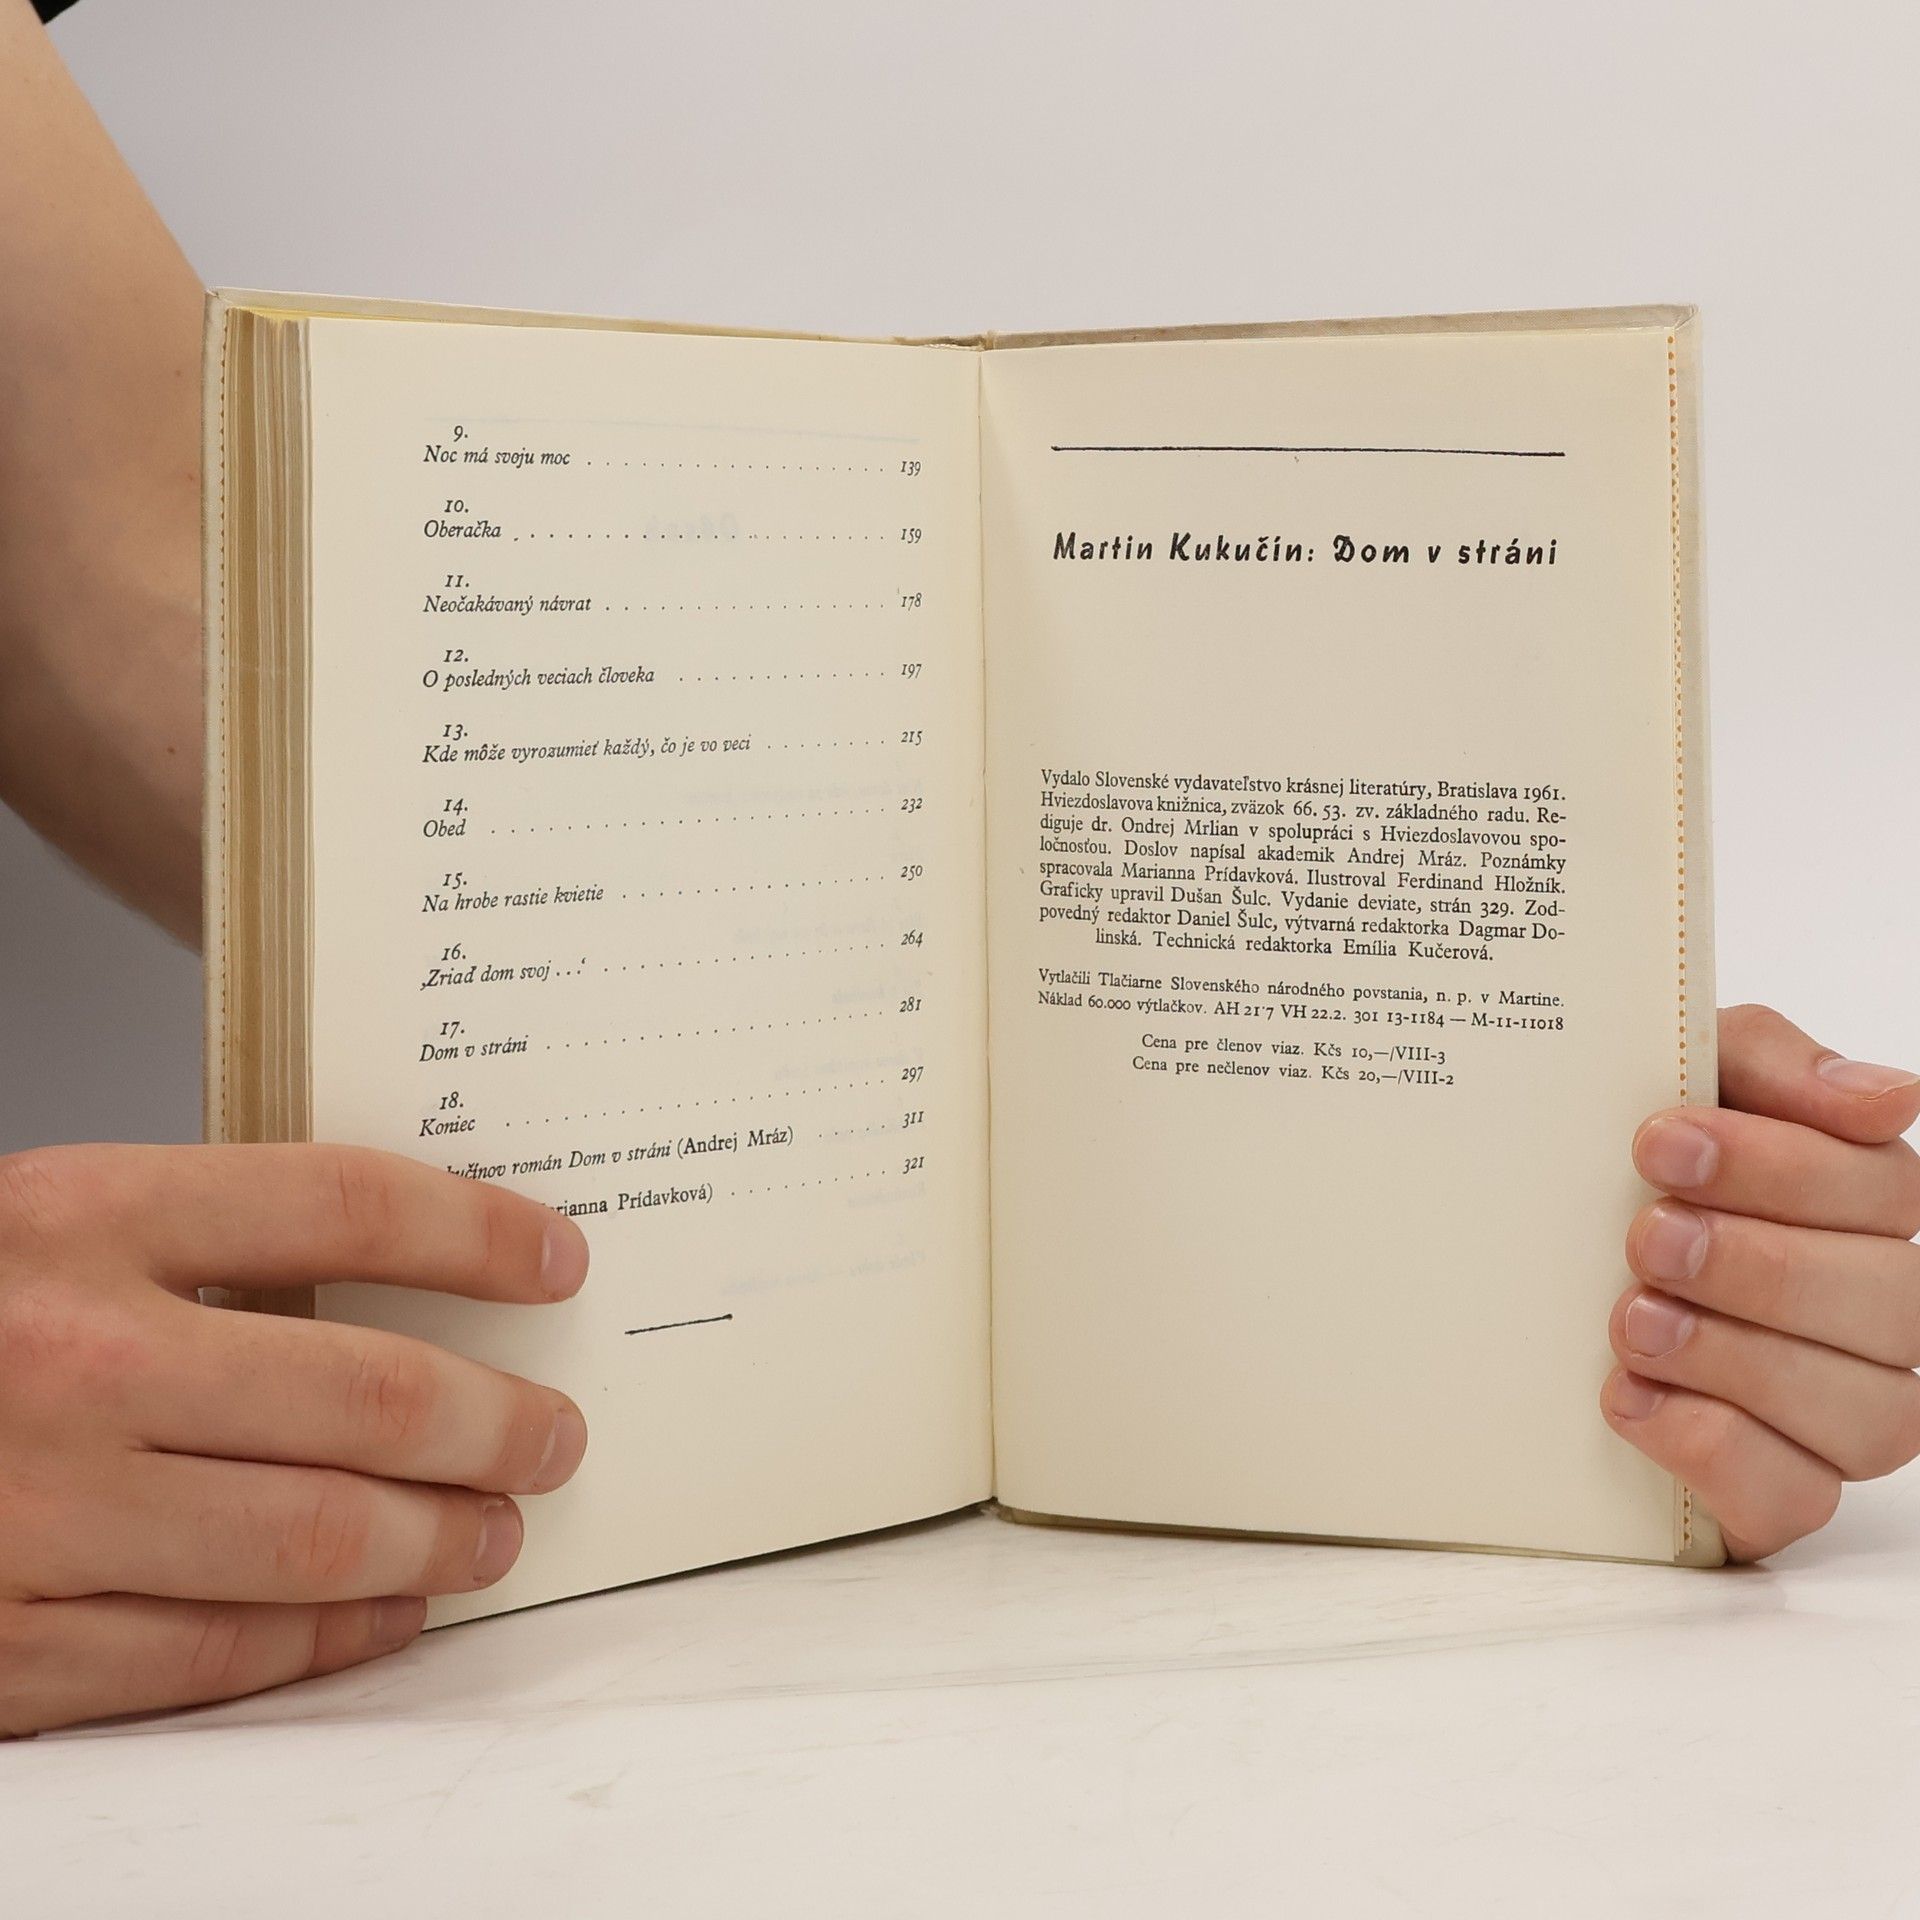 9.
Noc má svoju moc . . . . . . . . . . . . . . . . . . . 139
10.
Oberačka . . . . . . . . . . . . . . . . . . . . . . 159
11.
Neočakávaný návrat . . . . . . . . . . . . . . . . . . 178
12.
O posledných veciach človeka . . . . . . . . . . . . . 197
13.
Kde môže vyrozumieť každý, čo je vo veci . . . . . . . . 215
14.
Obed . . . . . . . . . . . . . . . . . . . . . . . 232
15.
Na hrobe rastie kvietie . . . . . . . . . . . . . . . . . 250
16.
‚Zriaď dom svoj . . .‘ . . . . . . . . . . . . . . . . . . 264
17.
Dom v stráni . . . . . . . . . . . . . . . . . . . . . 281
18.
Koniec . . . . . . . . . . . . . . . . . . . . . . . 297
román Dom v stráni (Andrej Mráz) . . . . . . 311
Prídavková) . . . . . . . . . . 321
Martin Kukučín: Dom v stráni
Vydalo Slovenské vydavateľstvo krásnej literatúry, Bratislava 1961.
Hviezdoslavova knižnica, zväzok 66. 53. zv. základného radu. Re-
diguje dr. Ondrej Mrlian v spolupráci s Hviezdoslavovou spo-
ločnosťou. Doslov napísal akademik Andrej Mráz. Poznámky
spracovala Marianna Prídavková. Ilustroval Ferdinand Hložník.
Graficky upravil Dušan Šulc. Vydanie deviate, strán 329. Zod-
povedný redaktor Daniel Šulc, výtvarná redaktorka Dagmar Do-
linská. Technická redaktorka Emília Kučerová.
Vytlačili Tlačiarne Slovenského národného povstania, n. p. v Martine.
Náklad 60.000 výtlačkov. AH 21·7 VH 22.2. 301 13-1184 — M-11-11018
Cena pre členov viaz. Kčs 10,—/VIII-3
Cena pre nečlenov viaz. Kčs 20,—/VIII-2